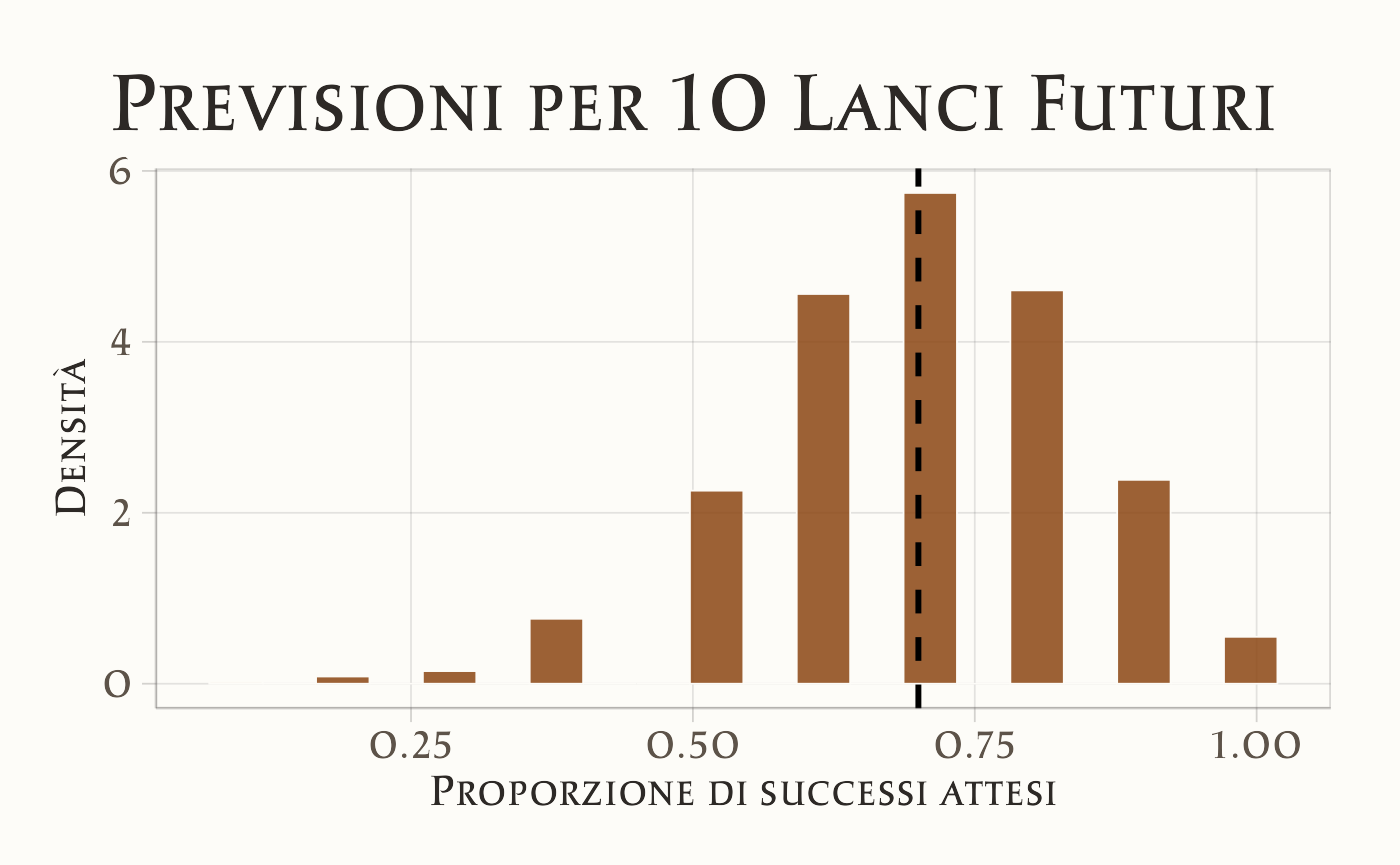 Previsioni per 10 Lanci Futuri
6
4
2
0
Densità
0.25 0.50 0.75 1.00
Proporzione di successi attesi